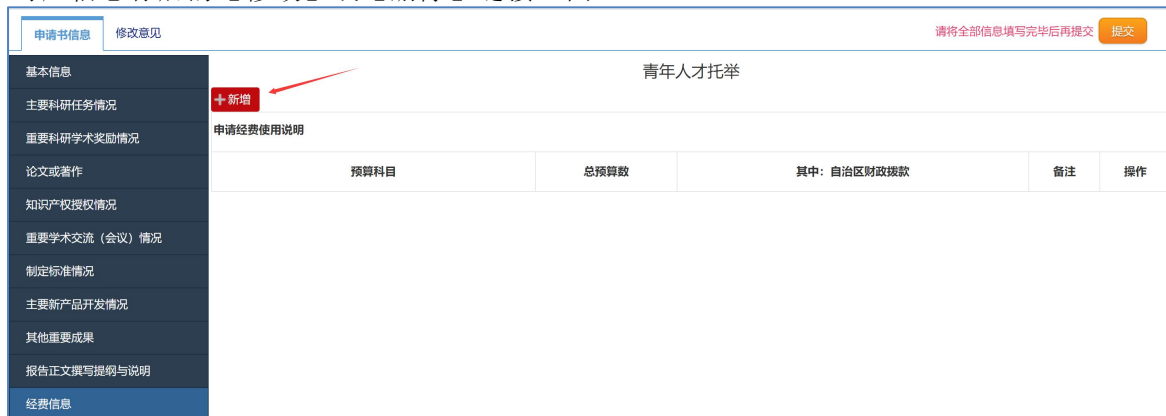 申请书信息 修改意见 请将全部信息填写完毕后再提交 提交
基本信息
主要科研任务情况
重要科研学术奖励情况
论文或著作
知识产权授权情况
重要学术交流（会议）情况
制定标准情况
主要新产品开发情况
其他重要成果
报告正文撰写提纲与说明
经费信息
青年人才托举
+新增
申请经费使用说明
预算科目 总预算数 其中：自治区财政拨款 备注 操作